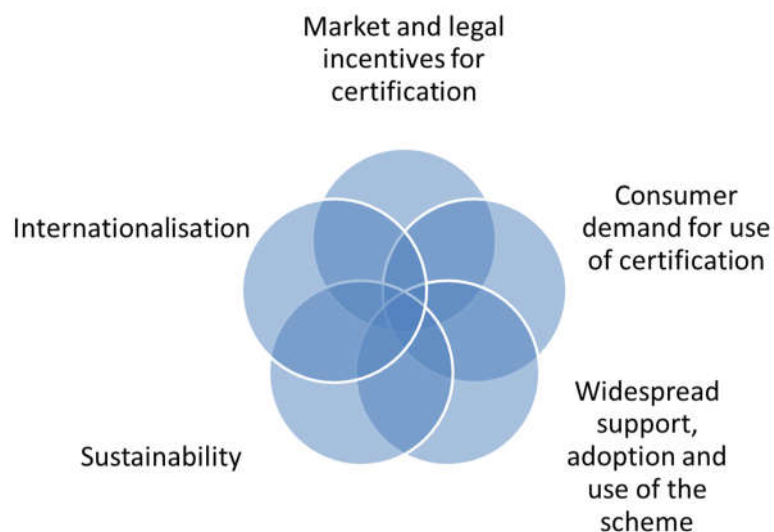 Market and legal
incentives for
certification
Consumer
demand for use
of certification
Internationalisation
Widespread
support,
adoption and
use of the
scheme
Sustainability